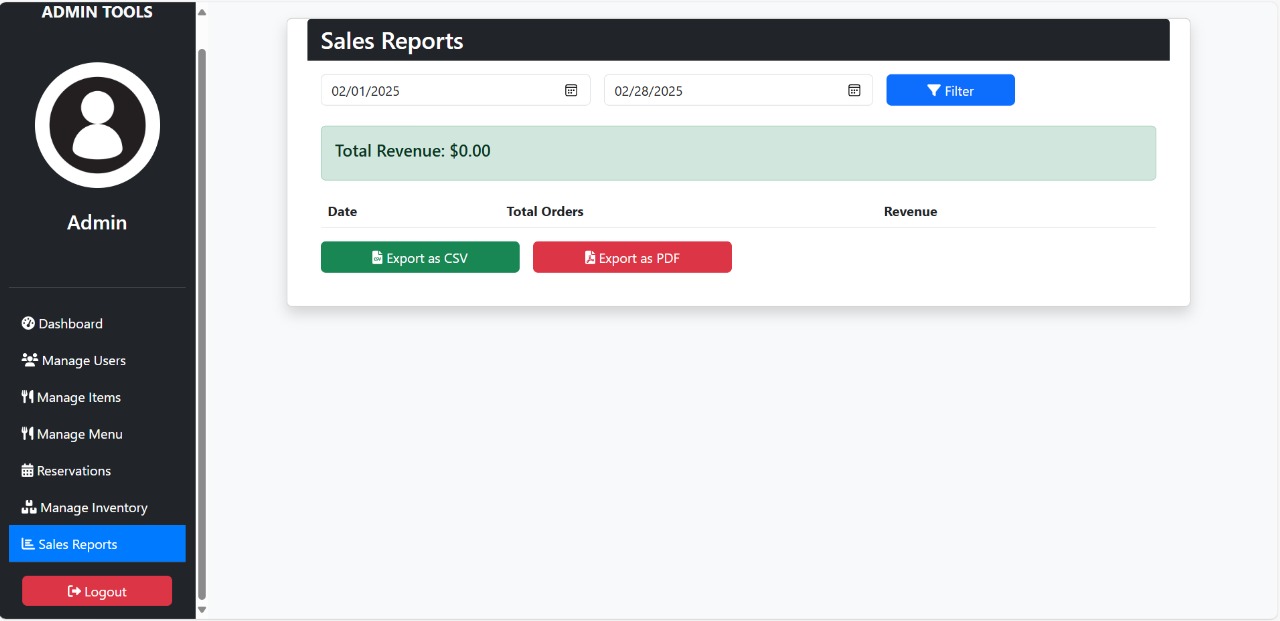 ADMIN TOOLS
Admin
Dashboard
Manage Users
Manage Items
Manage Menu
Reservations
Manage Inventory
Sales Reports
Logout
Sales Reports
02/01/2025
02/28/2025
Filter
Total Revenue: $0.00
Date Total Orders Revenue
Export as CSV
Export as PDF